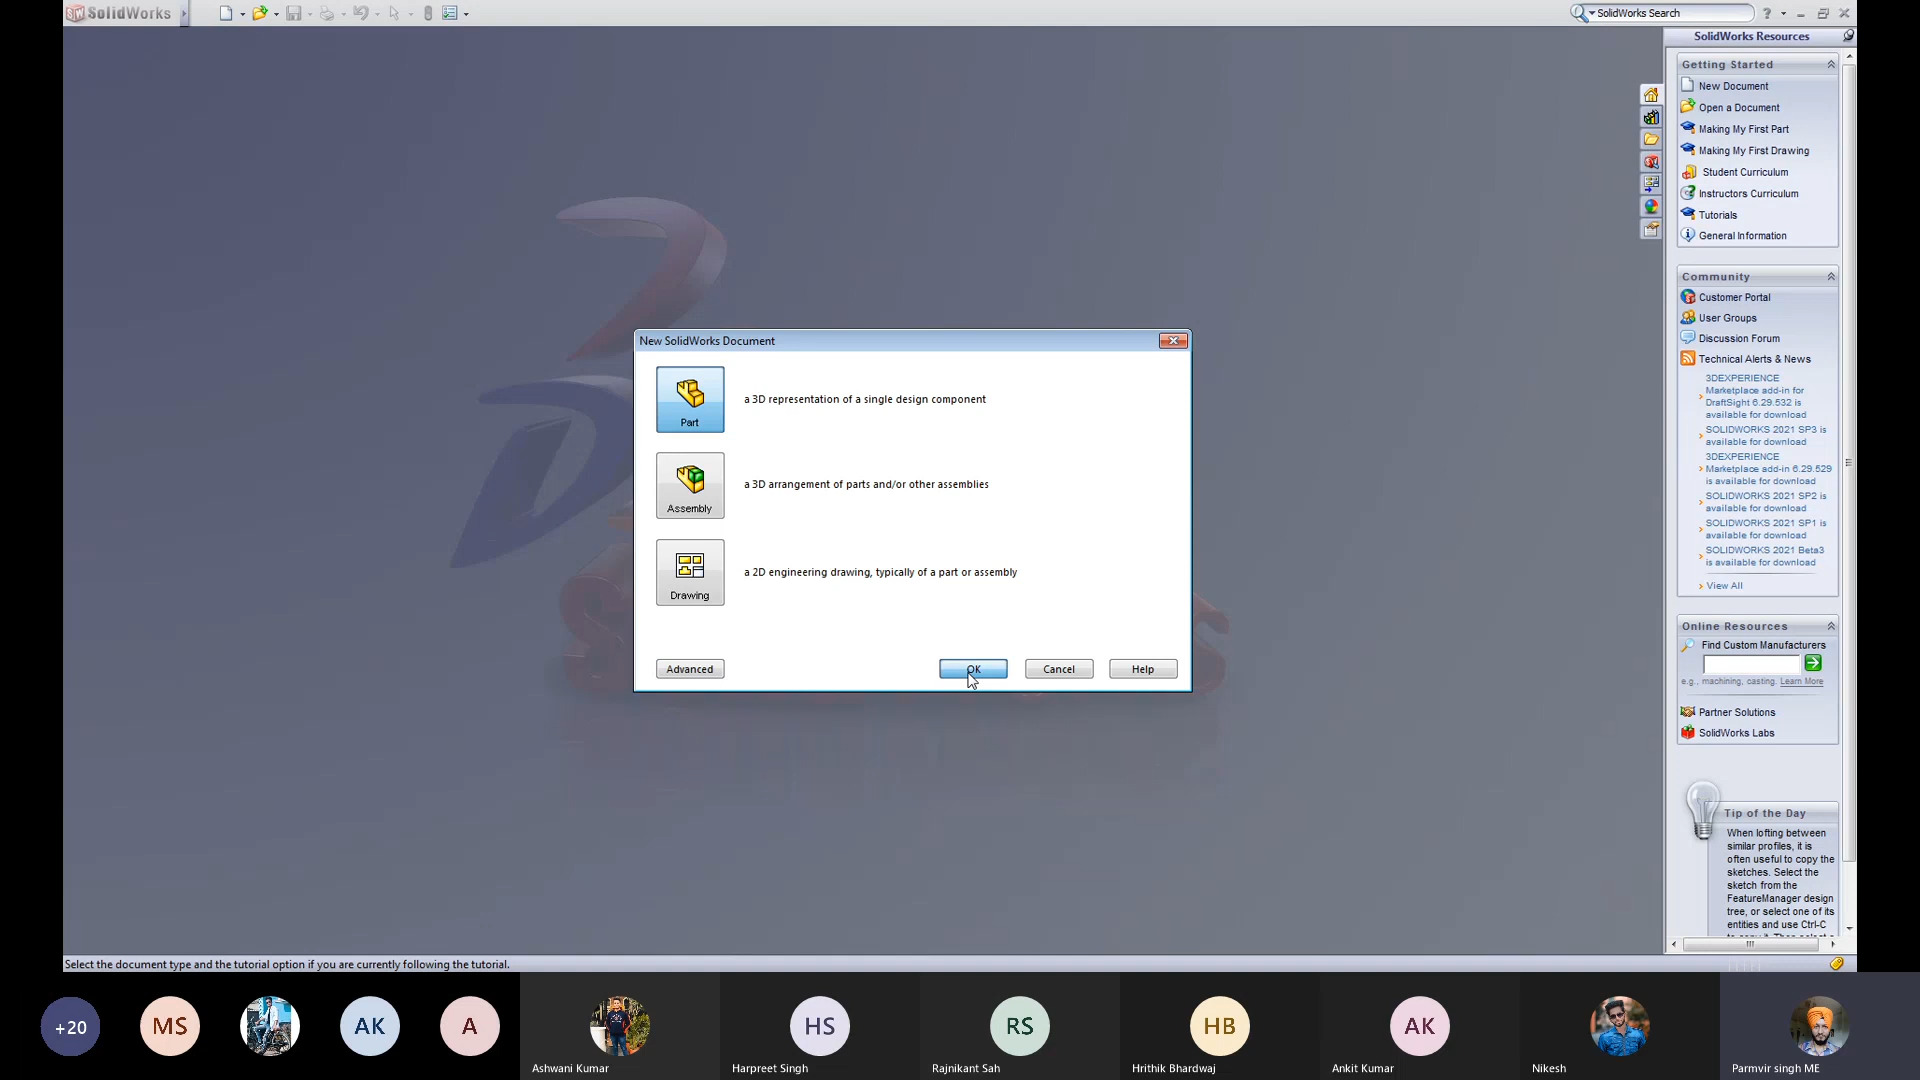 SolidWorks
SolidWorks Search
SolidWorks Resources
Getting Started
New Document
Open a Document
Making My First Part
Making My First Drawing
Student Curriculum
Instructors Curriculum
Tutorials
General Information
Community
Customer Portal
User Groups
Discussion Forum
Technical Alerts & News
3DEXPERIENCE
Marketplace add-in for
DraftSight 6.29.532 is
available for download
SOLIDWORKS 2021 SP3 is
available for download
3DEXPERIENCE
Marketplace add-in 6.29.529
is available for download
SOLIDWORKS 2021 SP2 is
available for download
SOLIDWORKS 2021 SP1 is
available for download
SOLIDWORKS 2021 Beta3
is available for download
View All
Online Resources
Find Custom Manufacturers
e.g., machining, casting. Learn More
Partner Solutions
SolidWorks Labs
Tip of the Day
When lofting between
similar profiles, it is
often useful to copy the
sketches. Select the
sketch from the
FeatureManager design
tree, or select one of its
entities and use Ctrl-C
New SolidWorks Document
Part
a 3D representation of a single design component
Assembly
a 3D arrangement of parts and/or other assemblies
Drawing
a 2D engineering drawing, typically of a part or assembly
Advanced
OK
Cancel
Help
Select the document type and the tutorial option if you are currently following the tutorial.
+20
MS
AK
A
Ashwani Kumar
HS
Harpreet Singh
RS
Rajnikant Sah
HB
Hrithik Bhardwaj
AK
Ankit Kumar
Nikesh
Parmvir singh ME